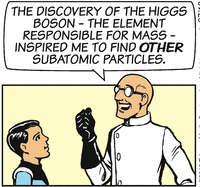 THE DISCOVERY OF THE HIGGS
BOSON – THE ELEMENT
RESPONSIBLE FOR MASS –
INSPIRED ME TO FIND OTHER
SUBATOMIC PARTICLES.